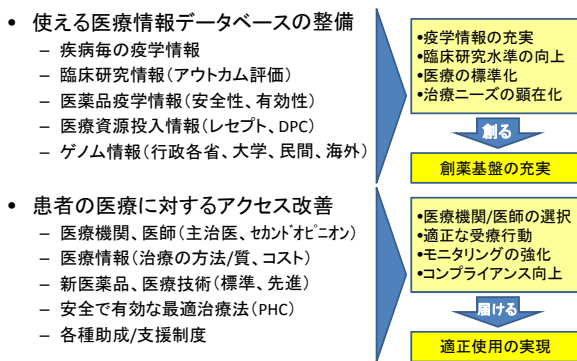 • 使える医療情報データベースの整備
– 疾病毎の疫学情報
– 臨床研究情報（アウトカム評価）
– 医薬品疫学情報（安全性、有効性）
– 医療資源投入情報（レセプト、DPC）
– ゲノム情報（行政各省、大学、民間、海外）
•疫学情報の充実
•臨床研究水準の向上
•医療の標準化
•治療ニーズの顕在化
創る
創薬基盤の充実
• 患者の医療に対するアクセス改善
– 医療機関、医師（主治医、ｾｶﾝﾄﾞｵﾋﾟﾆｵﾝ）
– 医療情報（治療の方法/質、コスト）
– 新医薬品、医療技術（標準、先進）
– 安全で有効な最適治療法（PHC）
– 各種助成/支援制度
•医療機関/医師の選択
•適正な受療行動
•モニタリングの強化
•コンプライアンス向上
届ける
適正使用の実現